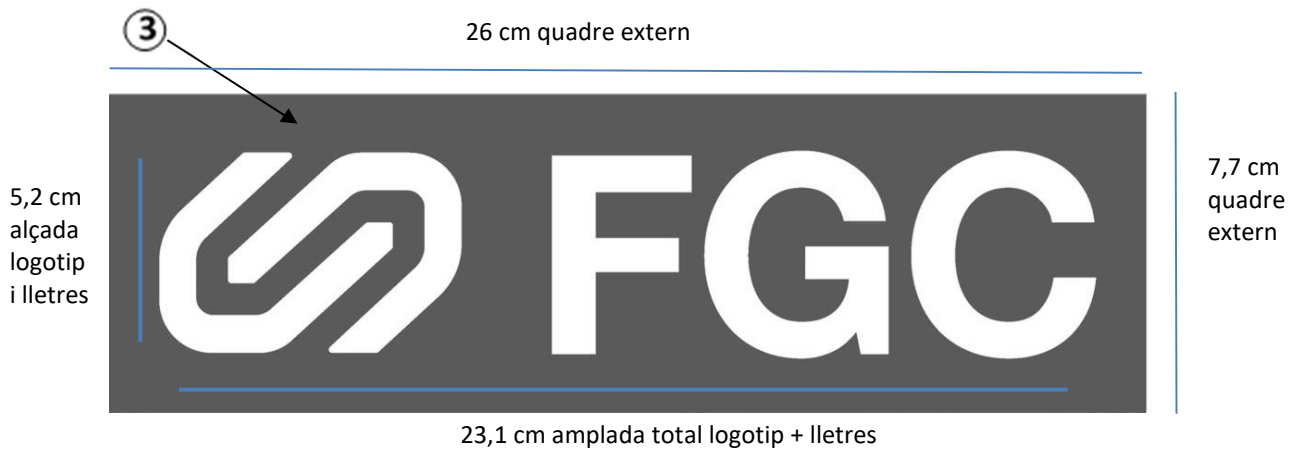 3
26 cm quadre extern
5,2 cm
alçada
logotip
i lletres
FGC
7,7 cm
quadre
extern
23,1 cm amplada total logotip + lletres